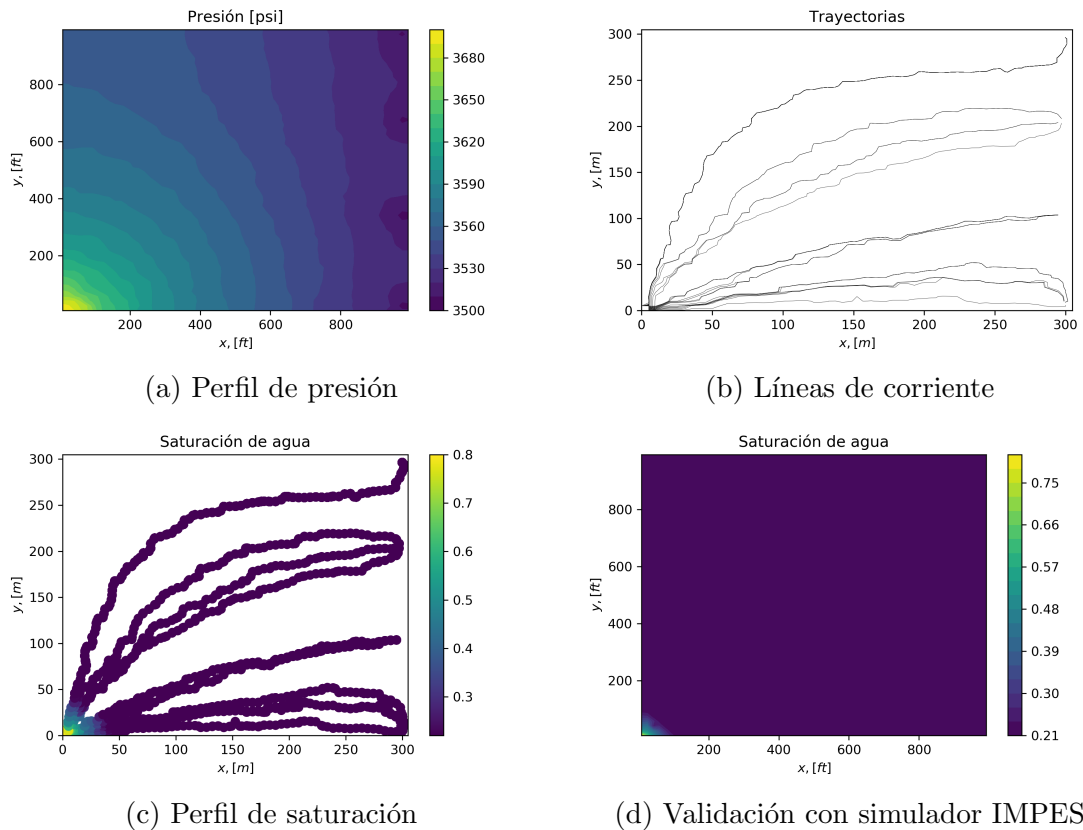 Presión [psi]
800
600
400
200
200 400 600 800
x, [ft]
y, [ft]
3680
3650
3620
3590
3560
3530
3500
(a) Perfil de presión
Trayectorias
300
250
200
150
100
50
0
0 50 100 150 200 250 300
x, [m]
y, [m]
(b) Líneas de corriente
Saturación de agua
300
250
200
150
100
50
0
0 50 100 150 200 250 300
x, [m]
y, [m]
0.8
0.7
0.6
0.5
0.4
0.3
(c) Perfil de saturación
Saturación de agua
800
600
400
200
200 400 600 800
x, [ft]
y, [ft]
0.75
0.66
0.57
0.48
0.39
0.30
0.21
(d) Validación con simulador IMPES